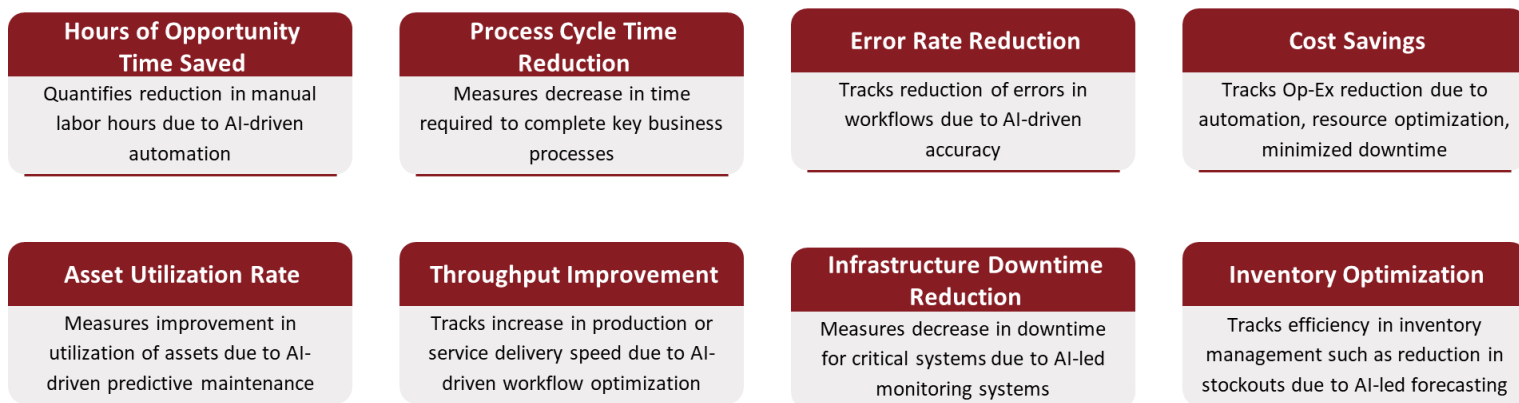 Hours of Opportunity
Time Saved
Quantifies reduction in manual
labor hours due to AI-driven
automation
Process Cycle Time
Reduction
Measures decrease in time
required to complete key business
processes
Error Rate Reduction
Tracks reduction of errors in
workflows due to AI-driven
accuracy
Cost Savings
Tracks Op-Ex reduction due to
automation, resource optimization,
minimized downtime
Asset Utilization Rate
Measures improvement in
utilization of assets due to AI-
driven predictive maintenance
Throughput Improvement
Tracks increase in production or
service delivery speed due to AI-
driven workflow optimization
Infrastructure Downtime
Reduction
Measures decrease in downtime
for critical systems due to AI-led
monitoring systems
Inventory Optimization
Tracks efficiency in inventory
management such as reduction in
stockouts due to AI-led forecasting